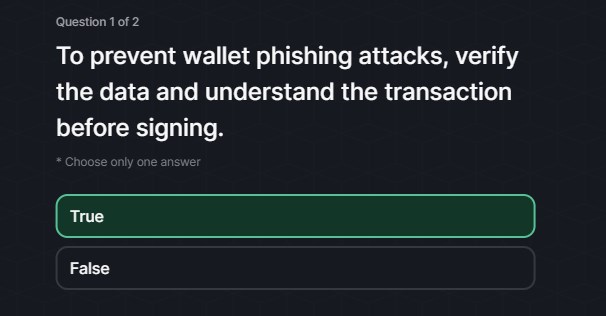 Question 1 of 2
To prevent wallet phishing attacks, verify
the data and understand the transaction
before signing.
* Choose only one answer
True
False